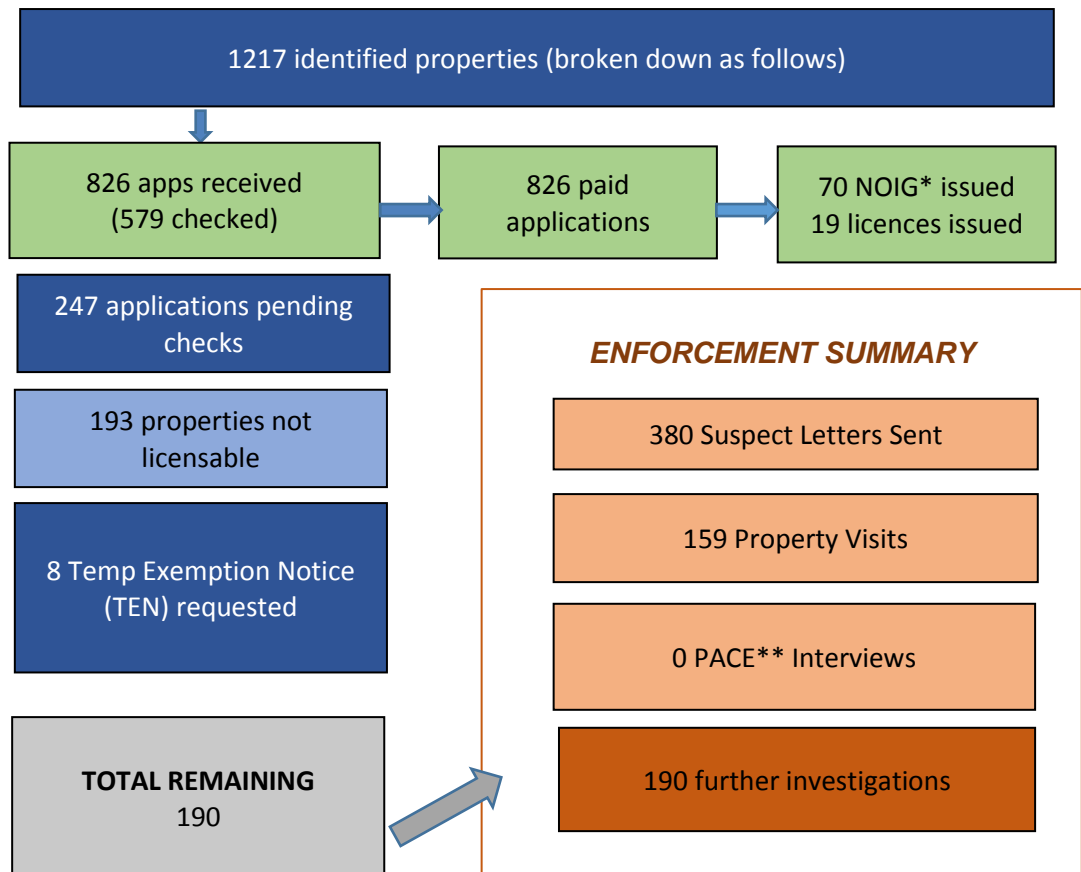 1217 identified properties (broken down as follows)
826 apps received
(579 checked)
826 paid
applications
70 NOIG* issued
19 licences issued
247 applications pending
checks
193 properties not
licensable
8 Temp Exemption Notice
(TEN) requested
TOTAL REMAINING
190
ENFORCEMENT SUMMARY
380 Suspect Letters Sent
159 Property Visits
0 PACE** Interviews
190 further investigations